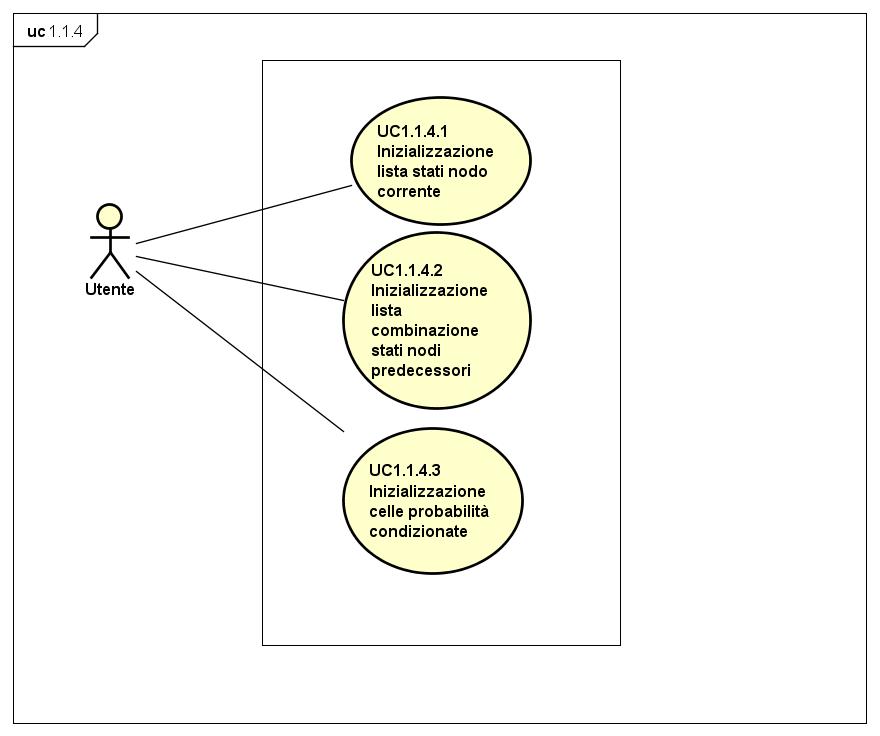 uc 1.1.4
UC1.1.4.1
Inizializzazione
lista stati nodo
corrente
Utente
UC1.1.4.2
Inizializzazione
lista
combinazione
stati nodi
predecessori
UC1.1.4.3
Inizializzazione
celle probabilità
condizionate